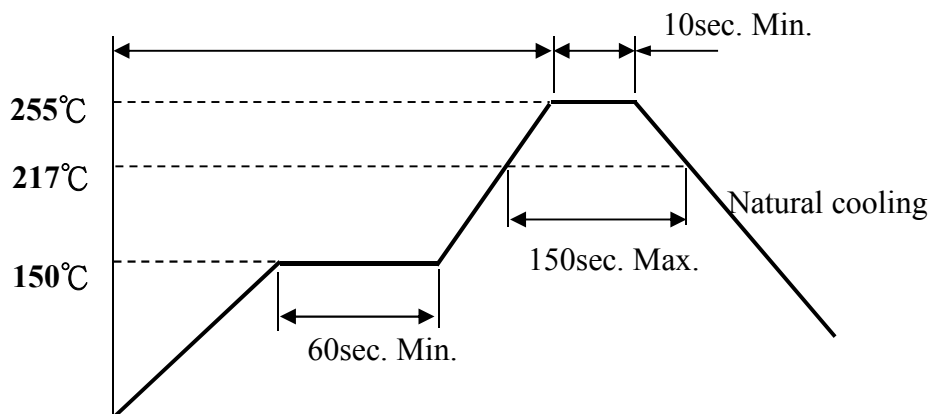 10sec. Min.
255℃
217℃
Natural cooling
150sec. Max.
150℃
60sec. Min.